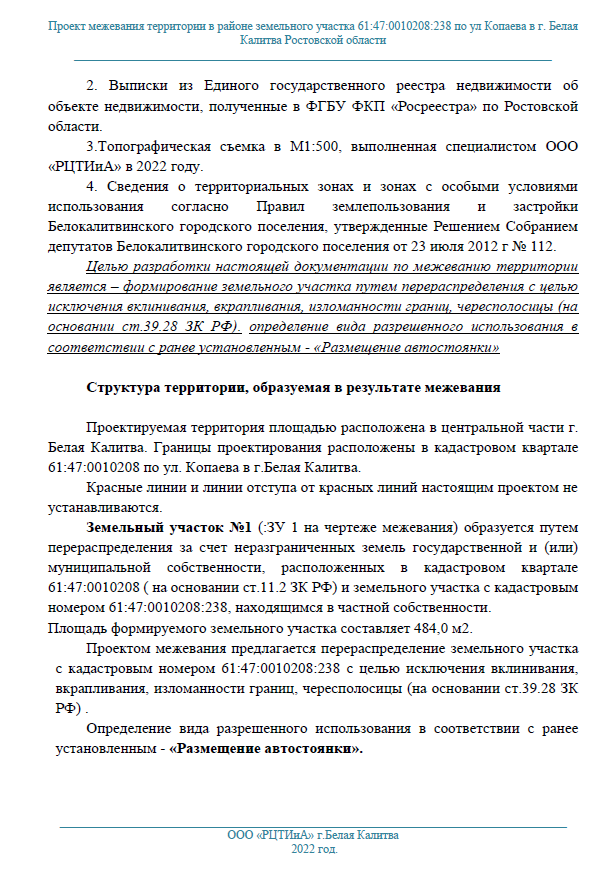 Проект межевания территории в районе земельного участка 61:47:0010208:238 по ул Копаева в г. Белая
Калитва Ростовской области
2. Выписки из Единого государственного реестра недвижимости об
объекте недвижимости, полученные в ФГБУ ФКП «Росреестра» по Ростовской
области.
3.Топографическая съемка в М1:500, выполненная специалистом ООО
«РЦТИиА» в 2022 году.
4. Сведения о территориальных зонах и зонах с особыми условиями
использования согласно Правил землепользования и застройки
Белокалитвинского городского поселения, утвержденные Решением Собранием
депутатов Белокалитвинского городского поселения от 23 июля 2012 г № 112.
Целью разработки настоящей документации по межеванию территории
является – формирование земельного участка путем перераспределения с целью
исключения вклинивания, вкрапливания, изломанности границ, чересполосицы (на
основании ст.39.28 ЗК РФ). определение вида разрешенного использования в
соответствии с ранее установленным - «Размещение автостоянки»
Структура территории, образуемая в результате межевания
Проектируемая территория площадью расположена в центральной части г.
Белая Калитва. Границы проектирования расположены в кадастровом квартале
61:47:0010208 по ул. Копаева в г.Белая Калитва.
Красные линии и линии отступа от красных линий настоящим проектом не
устанавливаются.
Земельный участок №1 (:ЗУ 1 на чертеже межевания) образуется путем
перераспределения за счет неразграниченных земель государственной и (или)
муниципальной собственности, расположенных в кадастровом квартале
61:47:0010208 ( на основании ст.11.2 ЗК РФ) и земельного участка с кадастровым
номером 61:47:0010208:238, находящимся в частной собственности.
Площадь формируемого земельного участка составляет 484,0 м2.
Проектом межевания предлагается перераспределение земельного участка
с кадастровым номером 61:47:0010208:238 с целью исключения вклинивания,
вкрапливания, изломанности границ, чересполосицы (на основании ст.39.28 ЗК
РФ) .
Определение вида разрешенного использования в соответствии с ранее
установленным - «Размещение автостоянки».
ООО «РЦТИиА» г.Белая Калитва
2022 год.